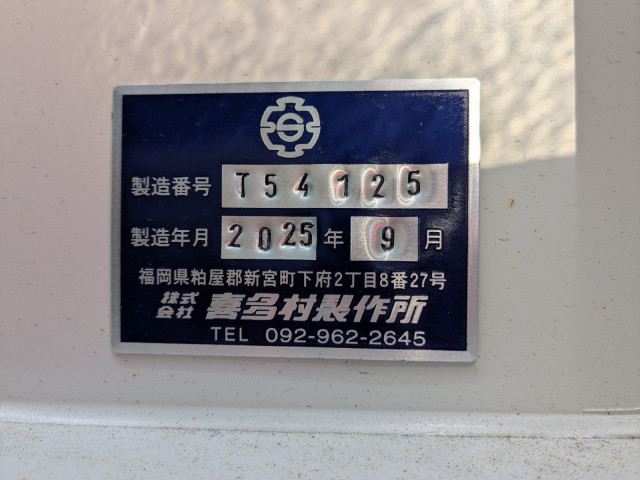 製造番号 T54125
製造年月 2025年 9月
福岡県粕屋郡新宮町下府2丁目8番27号
株式会社 喜多村製作所
TEL 092-962-2645